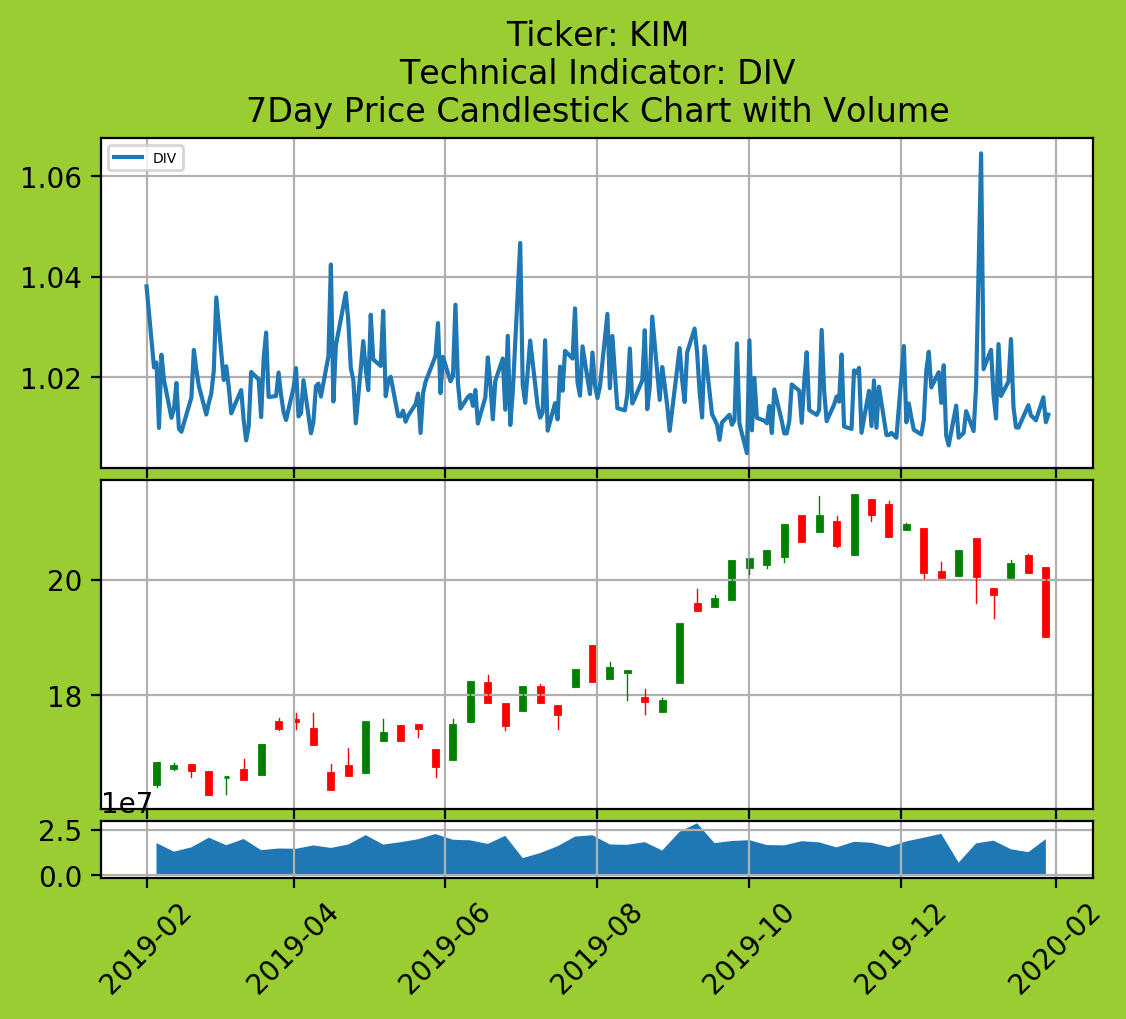 Ticker: KIM
Technical Indicator: DIV
7Day Price Candlestick Chart with Volume
DIV
1.06
1.04
1.02
20
18
1e7
2.5
0.0
2019-02
2019-04
2019-06
2019-08
2019-10
2019-12
2020-02